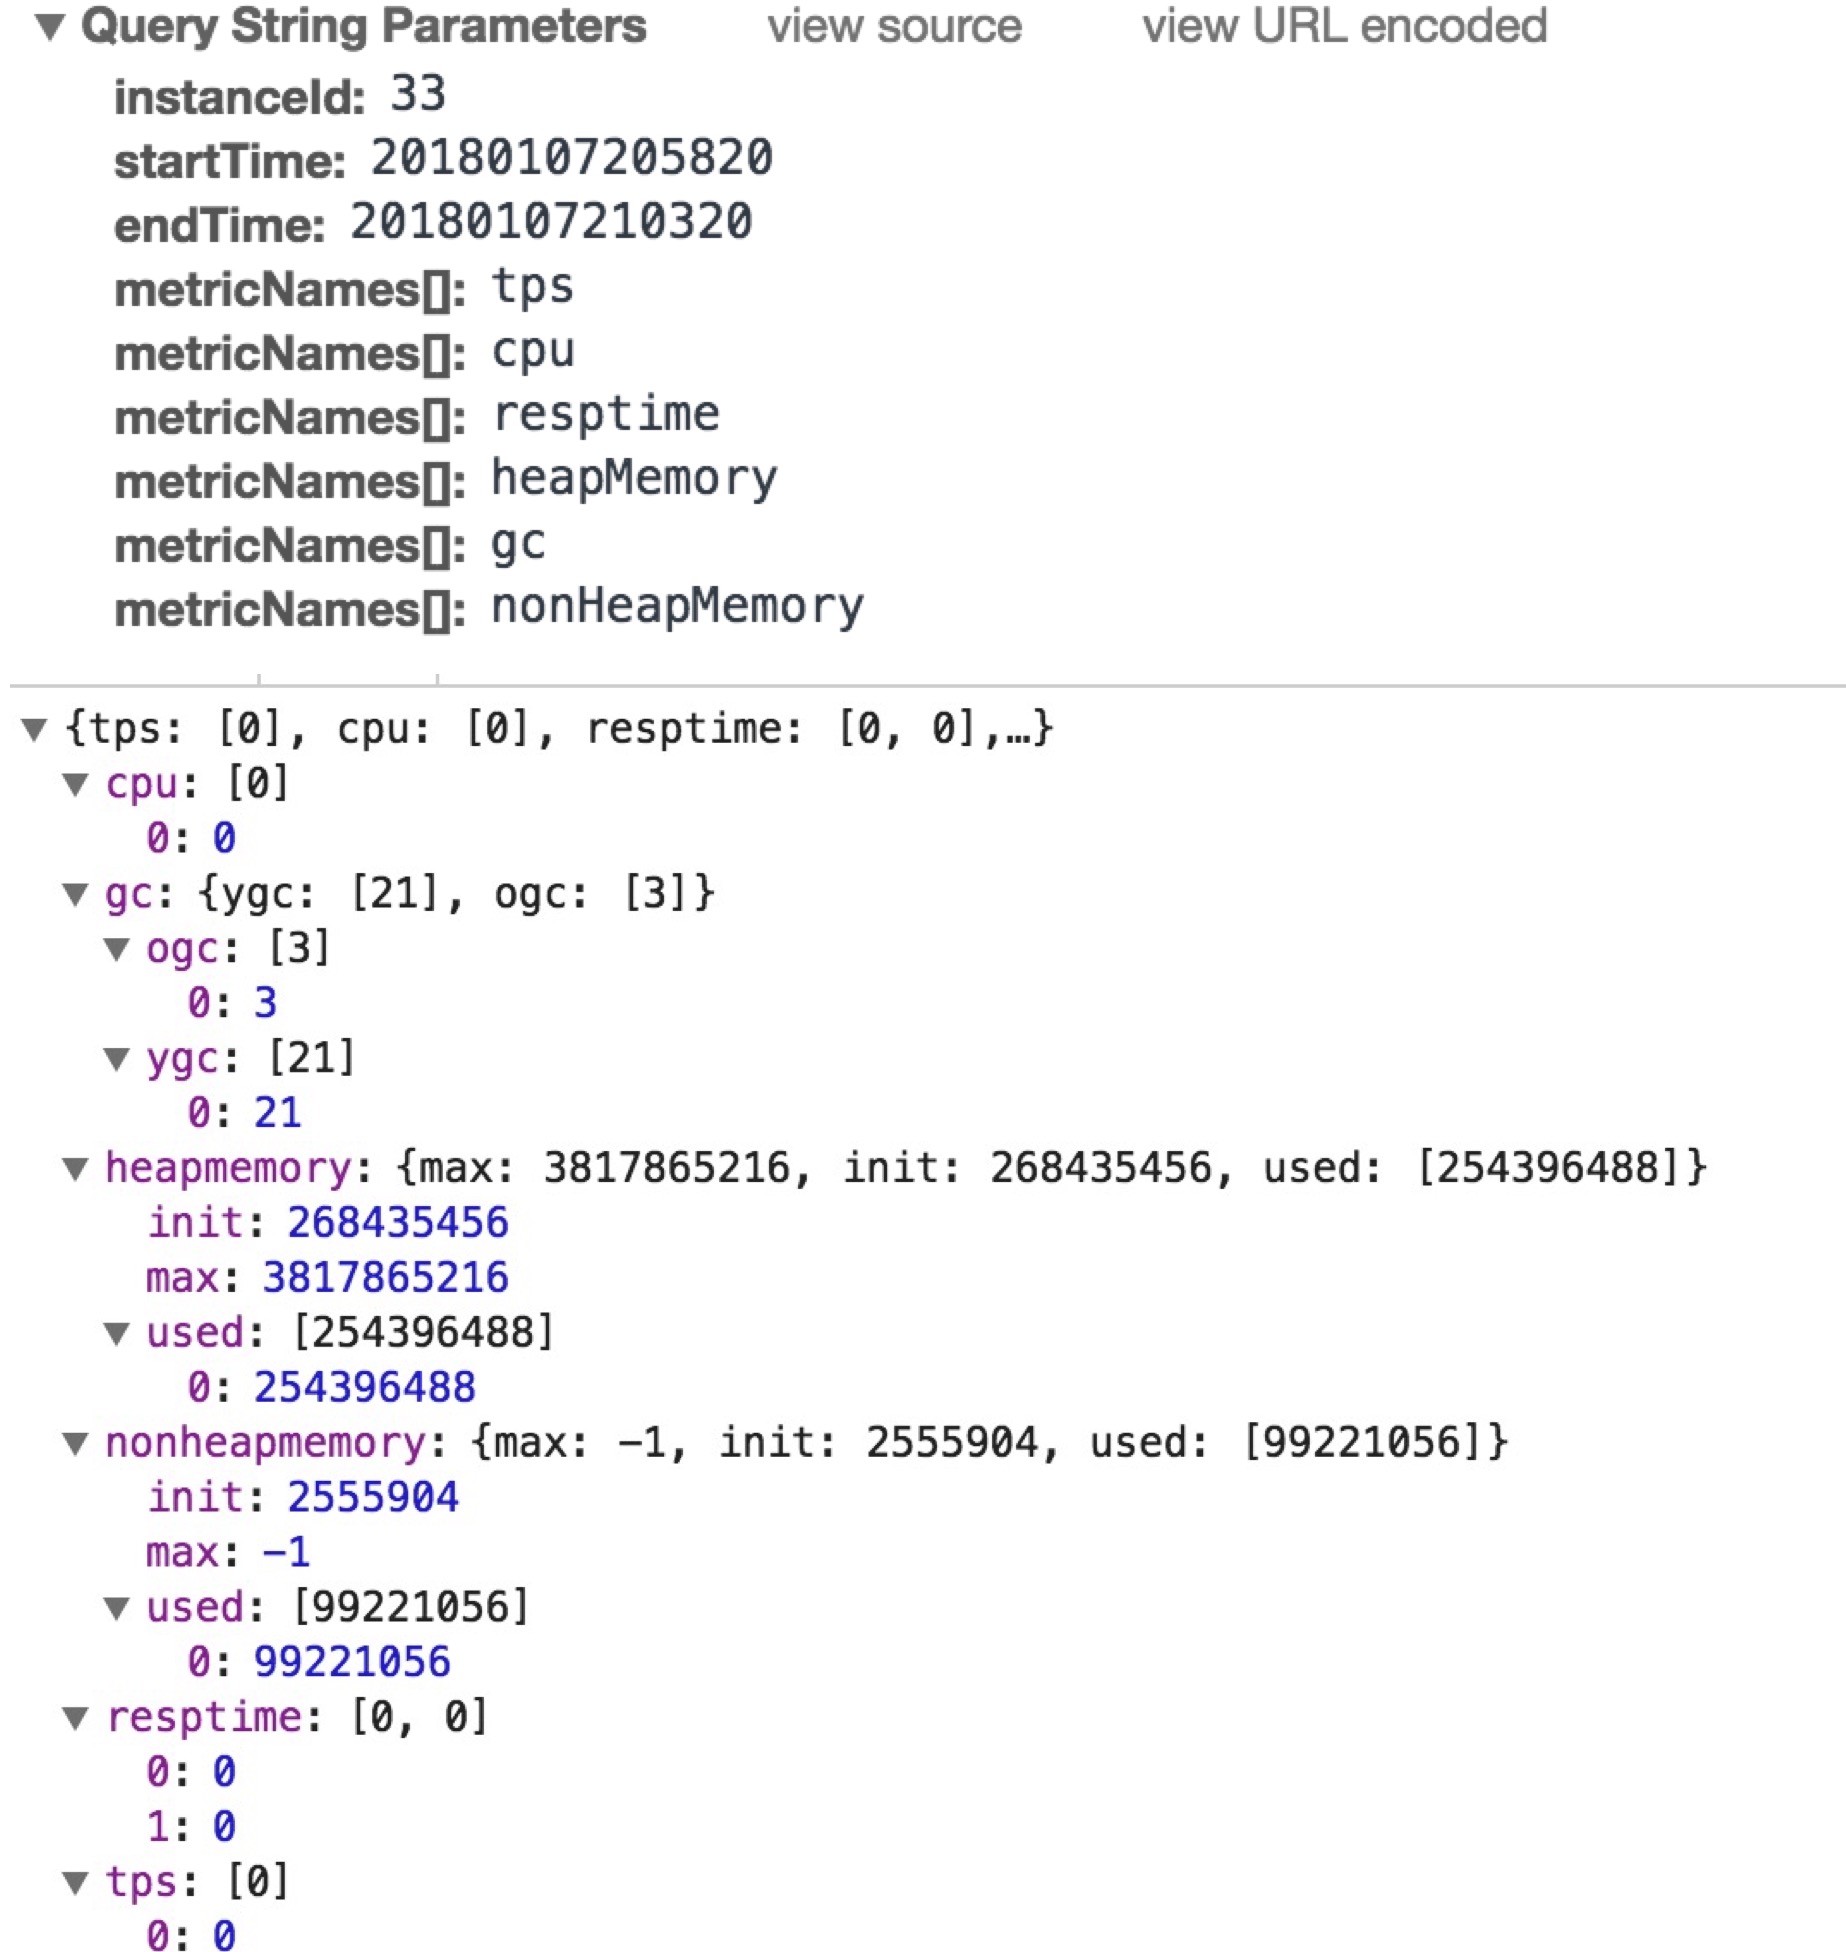 ▼ Query String Parameters view source view URL encoded
instanceId: 33
startTime: 20180107205820
endTime: 20180107210320
metricNames[]: tps
metricNames[]: cpu
metricNames[]: resptime
metricNames[]: heapMemory
metricNames[]: gc
metricNames[]: nonHeapMemory
▼ {tps: [0], cpu: [0], resptime: [0, 0],…}
▼ cpu: [0]
0: 0
▼ gc: {ygc: [21], ogc: [3]}
▼ ogc: [3]
0: 3
▼ ygc: [21]
0: 21
▼ heapmemory: {max: 3817865216, init: 268435456, used: [254396488]}
init: 268435456
max: 3817865216
▼ used: [254396488]
0: 254396488
▼ nonheapmemory: {max: −1, init: 2555904, used: [99221056]}
init: 2555904
max: −1
▼ used: [99221056]
0: 99221056
▼ resptime: [0, 0]
0: 0
1: 0
▼ tps: [0]
0: 0